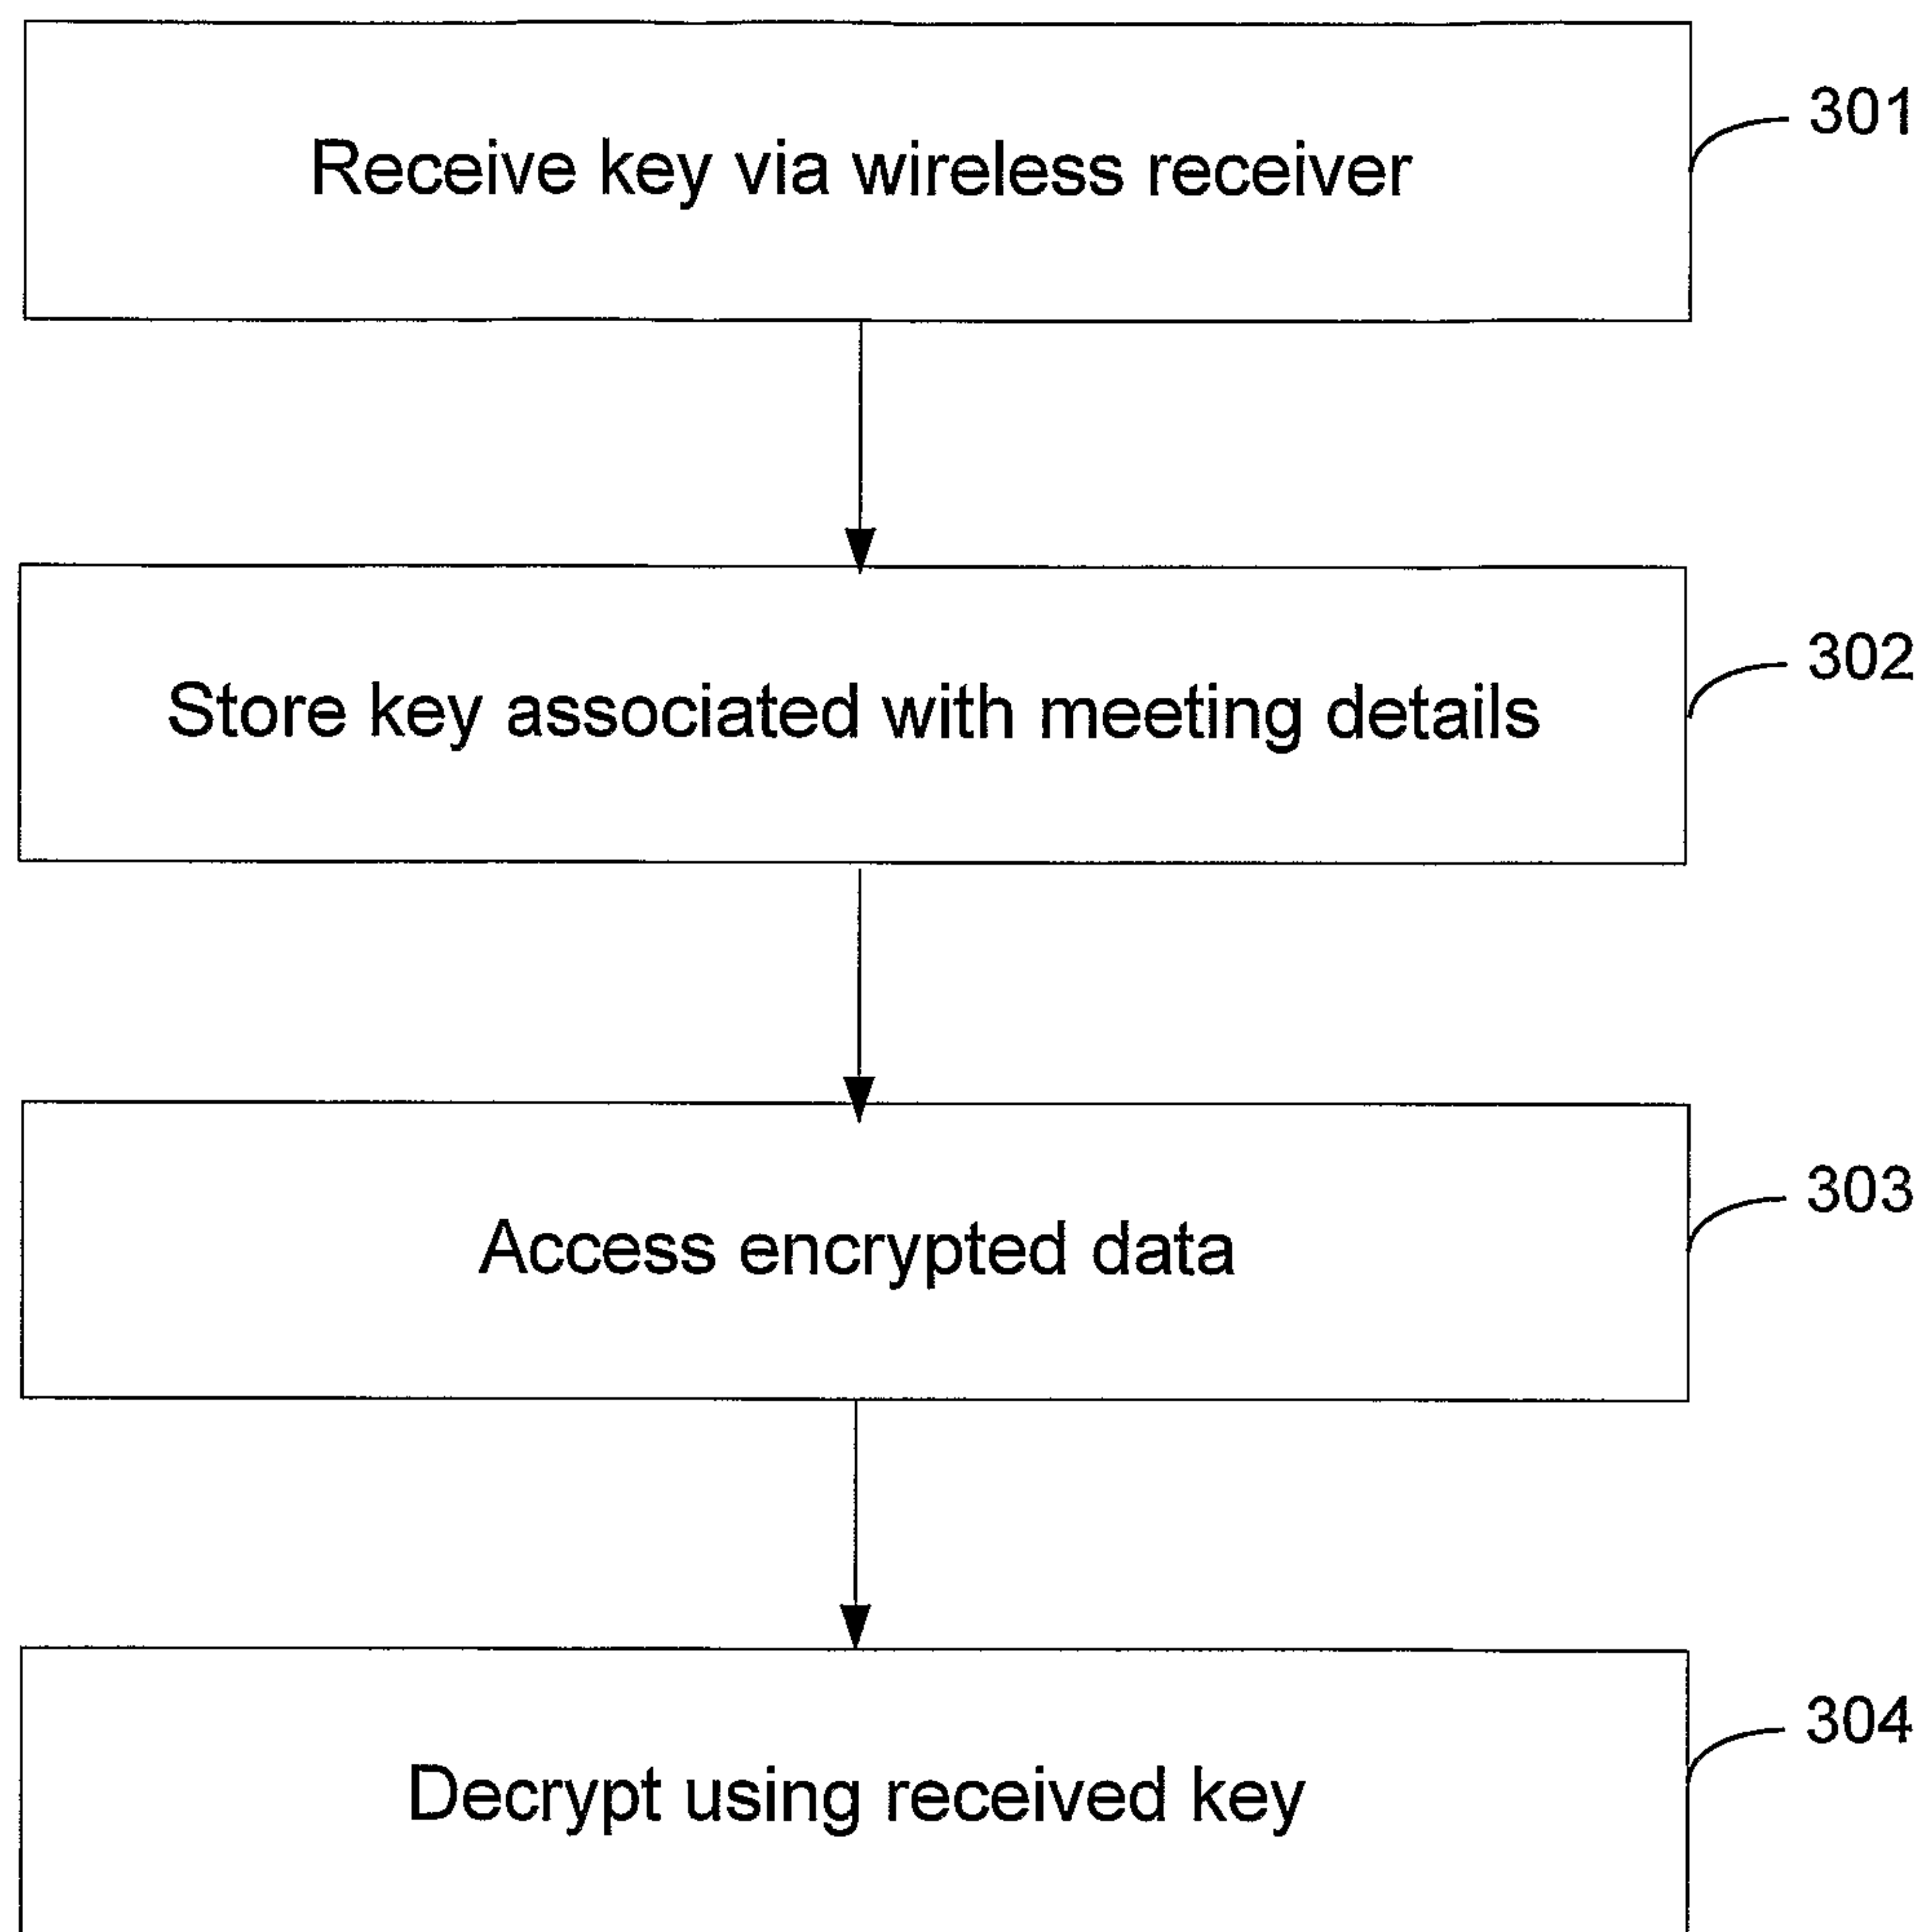 Receive key via wireless receiver
301
Store key associated with meeting details
302
Access encrypted data
303
Decrypt using received key
304